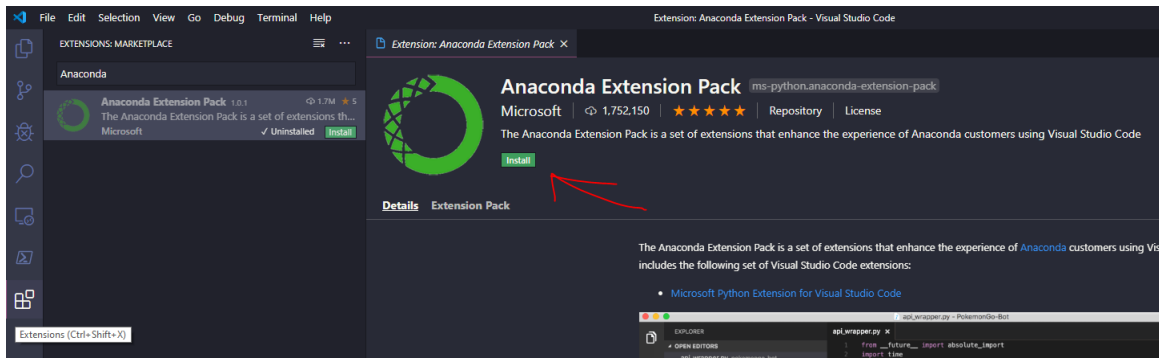 File Edit Selection View Go Debug Terminal Help
Extension: Anaconda Extension Pack - Visual Studio Code
EXTENSIONS: MARKETPLACE
Extension: Anaconda Extension Pack
Anaconda
Anaconda Extension Pack 1.0.1 1.7M ★ 5
The Anaconda Extension Pack is a set of extensions th...
Microsoft ✓ Uninstalled Install
Anaconda Extension Pack ms-python.anaconda-extension-pack
Microsoft 1,752,150 ★★★★★ Repository License
The Anaconda Extension Pack is a set of extensions that enhance the experience of Anaconda customers using Visual Studio Code
Install
Details Extension Pack
The Anaconda Extension Pack is a set of extensions that enhance the experience of Anaconda customers using Vis
includes the following set of Visual Studio Code extensions:
• Microsoft Python Extension for Visual Studio Code
Extensions (Ctrl+Shift+X)
api_wrapper.py - PokemonGo-Bot
EXPLORER
api_wrapper.py ×
OPEN EDITORS
1 from __future__ import absolute_import
2 import time